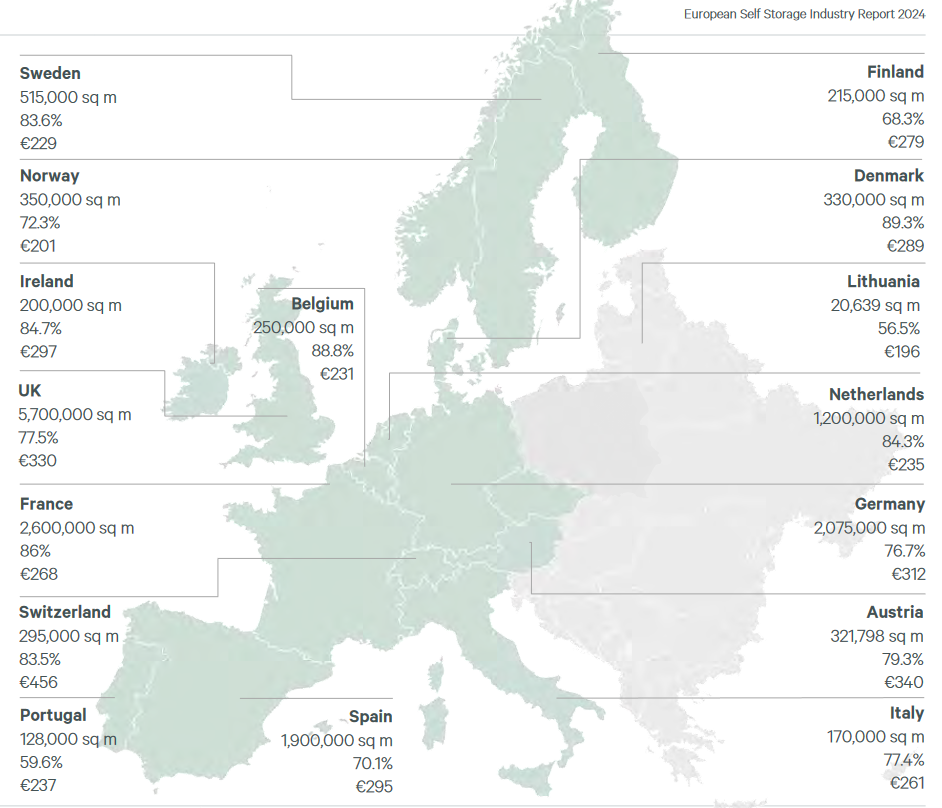 European Self Storage Industry Report 2024
Sweden
515,000 sq m
83.6%
€229
Norway
350,000 sq m
72.3%
€201
Ireland
200,000 sq m
84.7%
€297
UK
5,700,000 sq m
77.5%
€330
France
2,600,000 sq m
86%
€268
Switzerland
295,000 sq m
83.5%
€456
Portugal
128,000 sq m
59.6%
€237
Belgium
250,000 sq m
88.8%
€231
Spain
1,900,000 sq m
70.1%
€295
Finland
215,000 sq m
68.3%
€279
Denmark
330,000 sq m
89.3%
€289
Lithuania
20,639 sq m
56.5%
€196
Netherlands
1,200,000 sq m
84.3%
€235
Germany
2,075,000 sq m
76.7%
€312
Austria
321,798 sq m
79.3%
€340
Italy
170,000 sq m
77.4%
€261